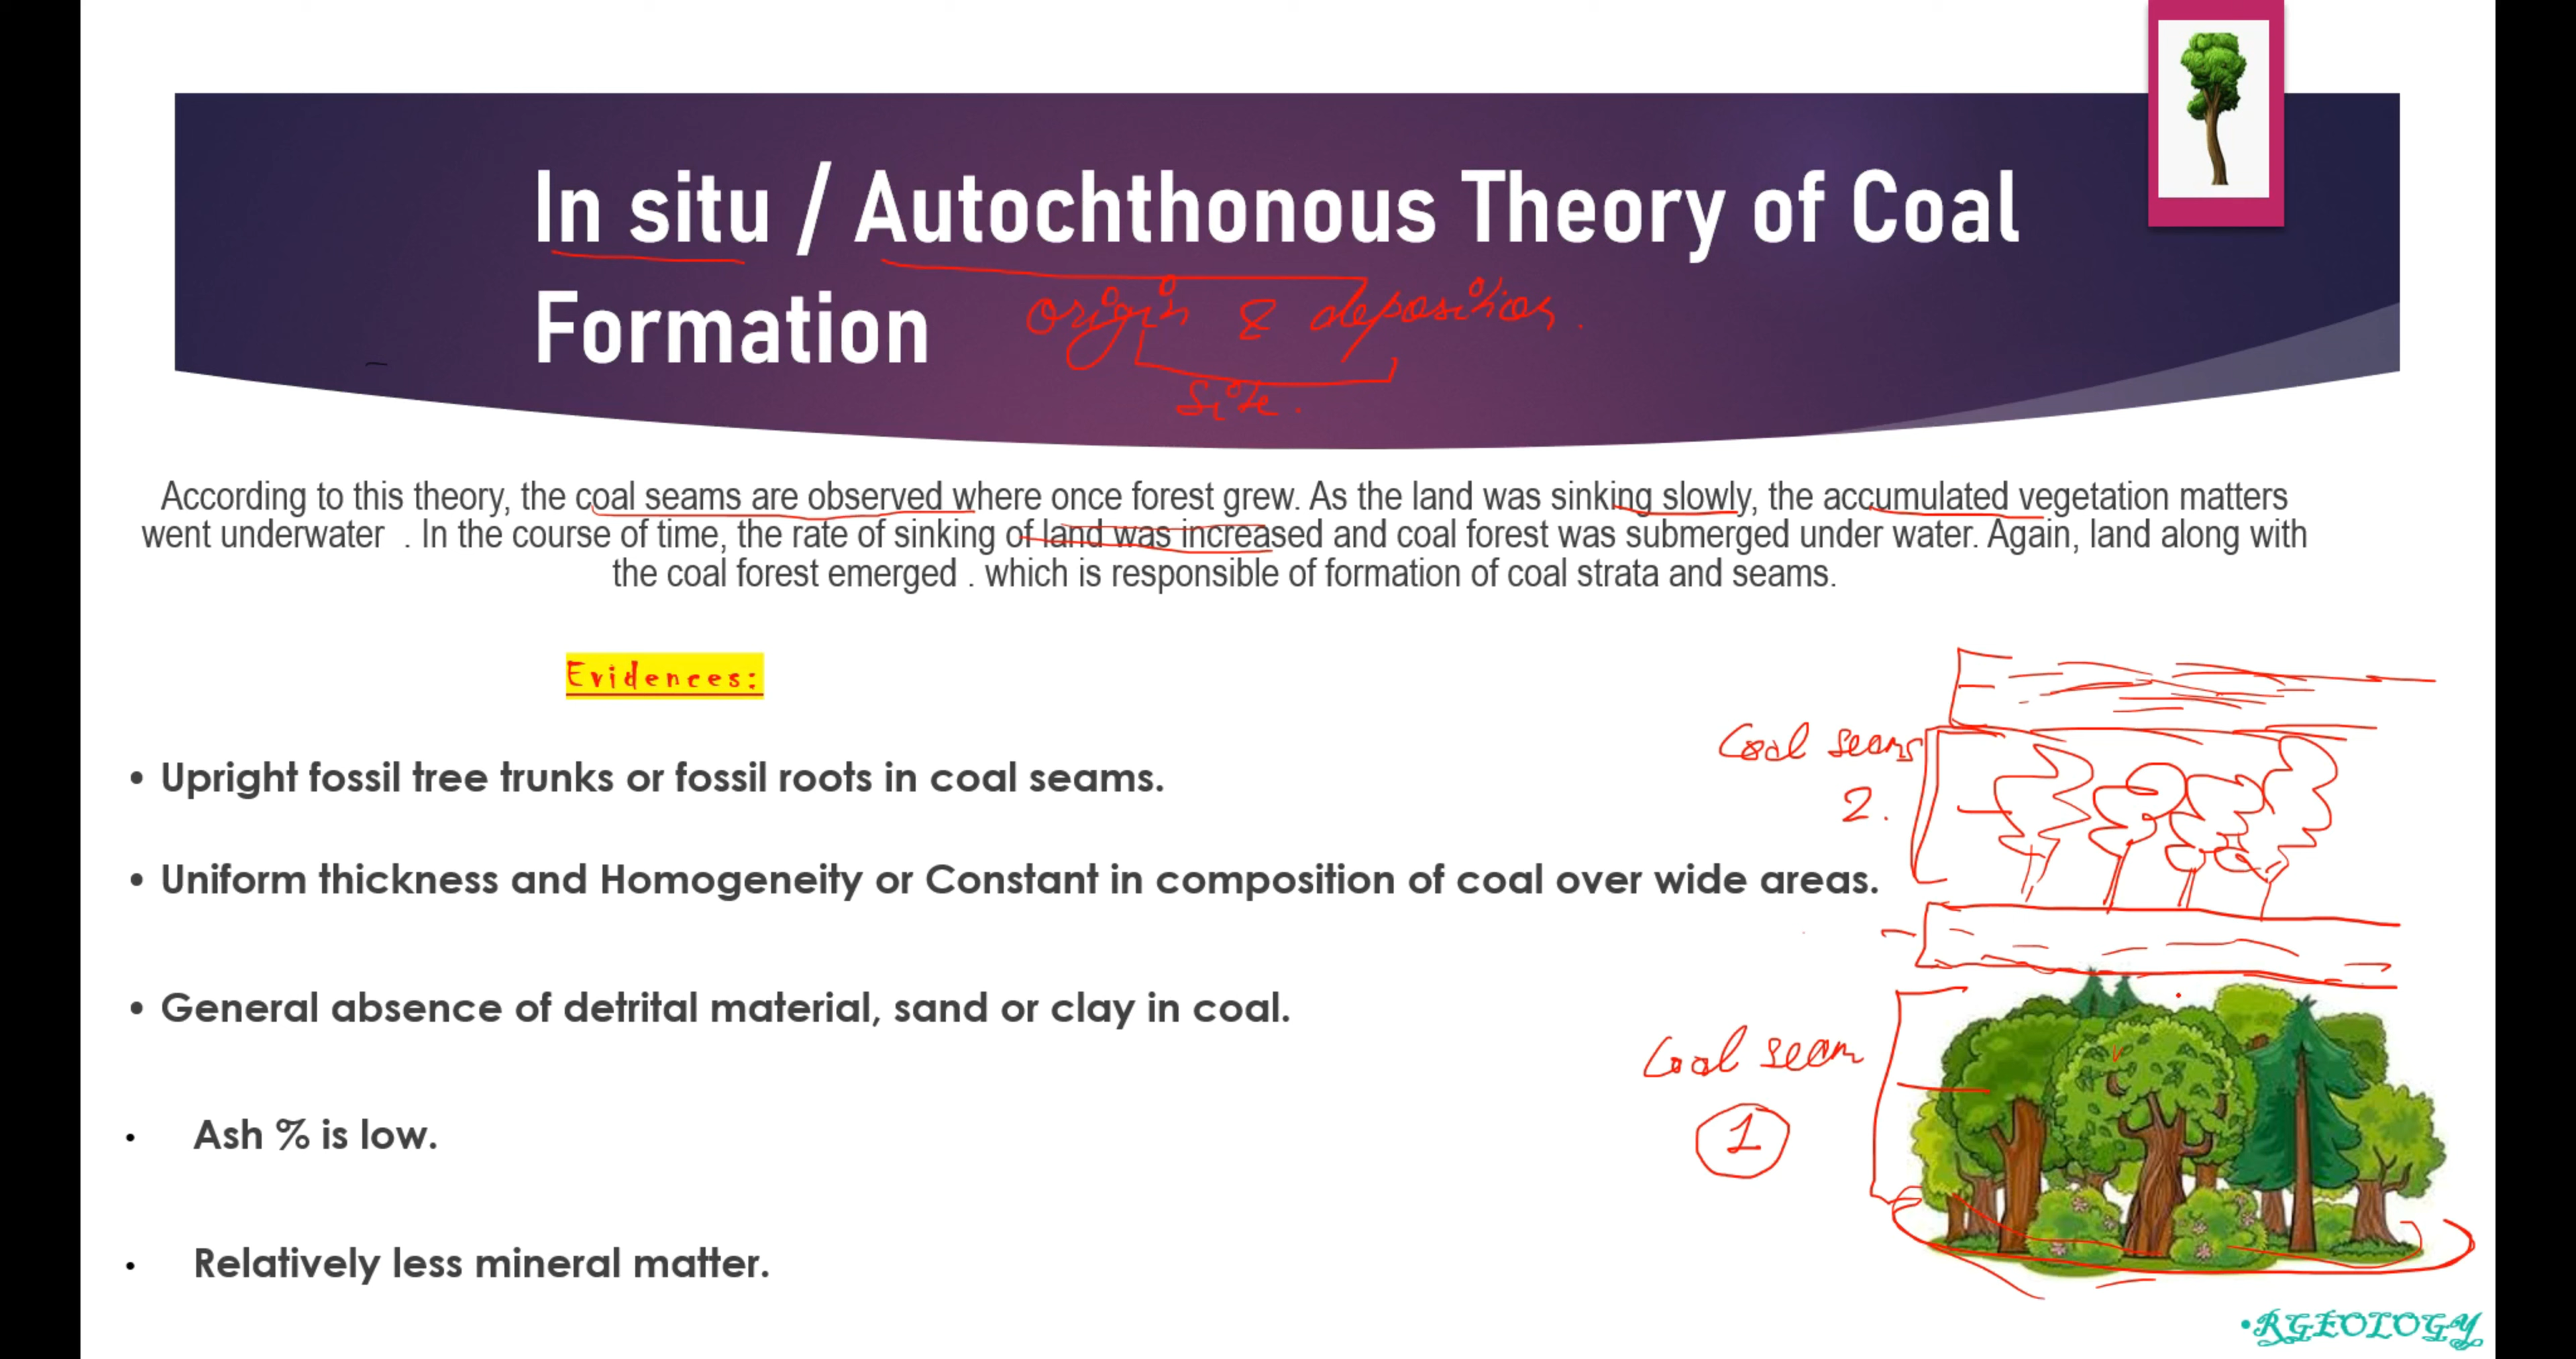 In situ / Autochthonous Theory of Coal
Formation
origin & deposition.
Site.
According to this theory, the coal seams are observed where once forest grew. As the land was sinking slowly, the accumulated vegetation matters
went underwater . In the course of time, the rate of sinking of land was increased and coal forest was submerged under water. Again, land along with
the coal forest emerged . which is responsible of formation of coal strata and seams.
Evidences:
• Upright fossil tree trunks or fossil roots in coal seams.
• Uniform thickness and Homogeneity or Constant in composition of coal over wide areas.
• General absence of detrital material, sand or clay in coal.
• Ash % is low.
• Relatively less mineral matter.
Coal seams
2.
Coal seam
1
•RGEOLOGY